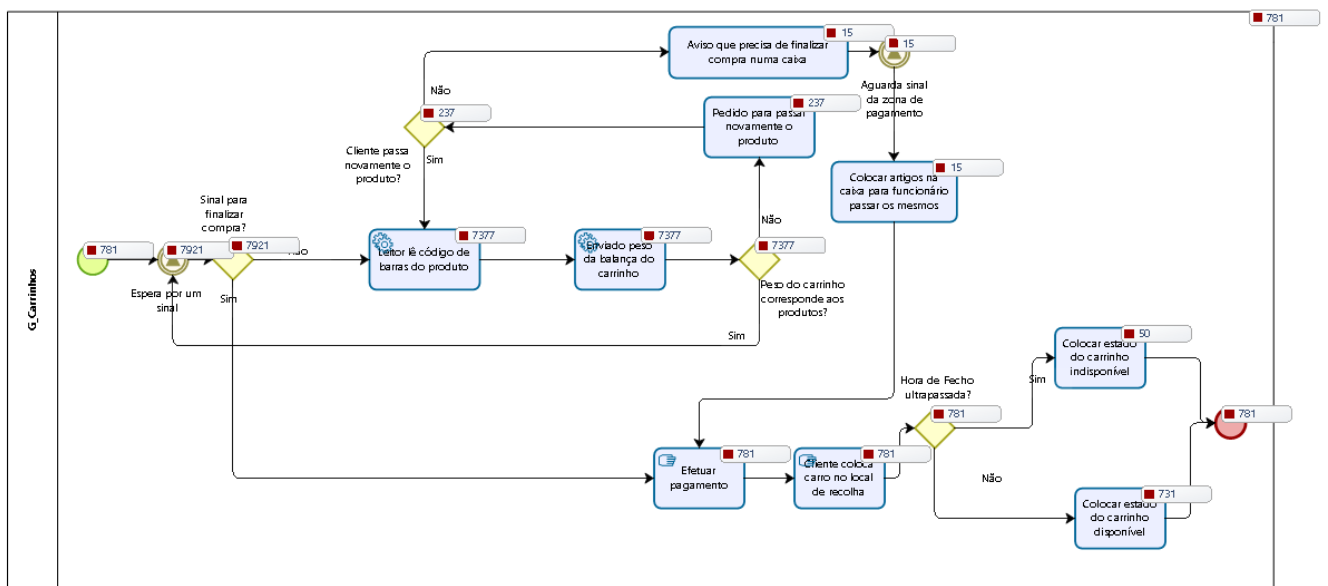 781
15
Aviso que precisa de finalizar
compra numa caixa
15
Não
Aguarda sinal
da zona de
pagamento
237
Pedido para passar
novamente o
produto
237
Cliente passa
novamente o
produto?
Sim
15
Colocar artigos na
caixa para funcionário
passar os mesmos
Sinal para
finalizar
compra?
Não
781
7921
7921
Não
7377
Leitor lê código de
barras do produto
7377
Enviado peso
da balança do
carrinho
7377
Espera por um
sinal
Sim
Peso do carrinho
corresponde aos
produtos?
G_Carrinhos
Sim
50
Colocar estado
do carrinho
indisponível
Hora de Fecho
ultrapassada?
Sim
781
781
781
Efetuar
pagamento
781
Cliente coloca
carro no local
de recolha
Não
731
Colocar estado
do carrinho
disponível